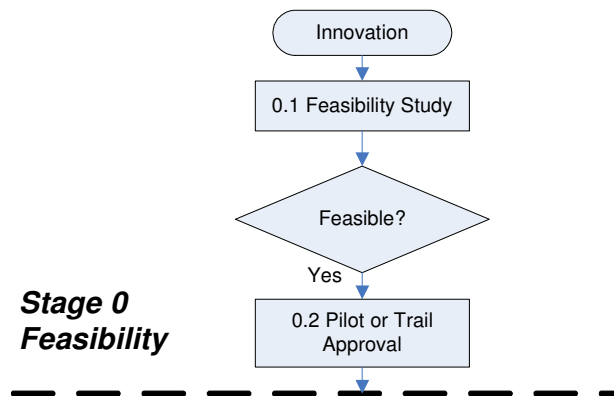 Innovation
0.1 Feasibility Study
Feasible?
Yes
Stage 0
Feasibility
0.2 Pilot or Trail
Approval